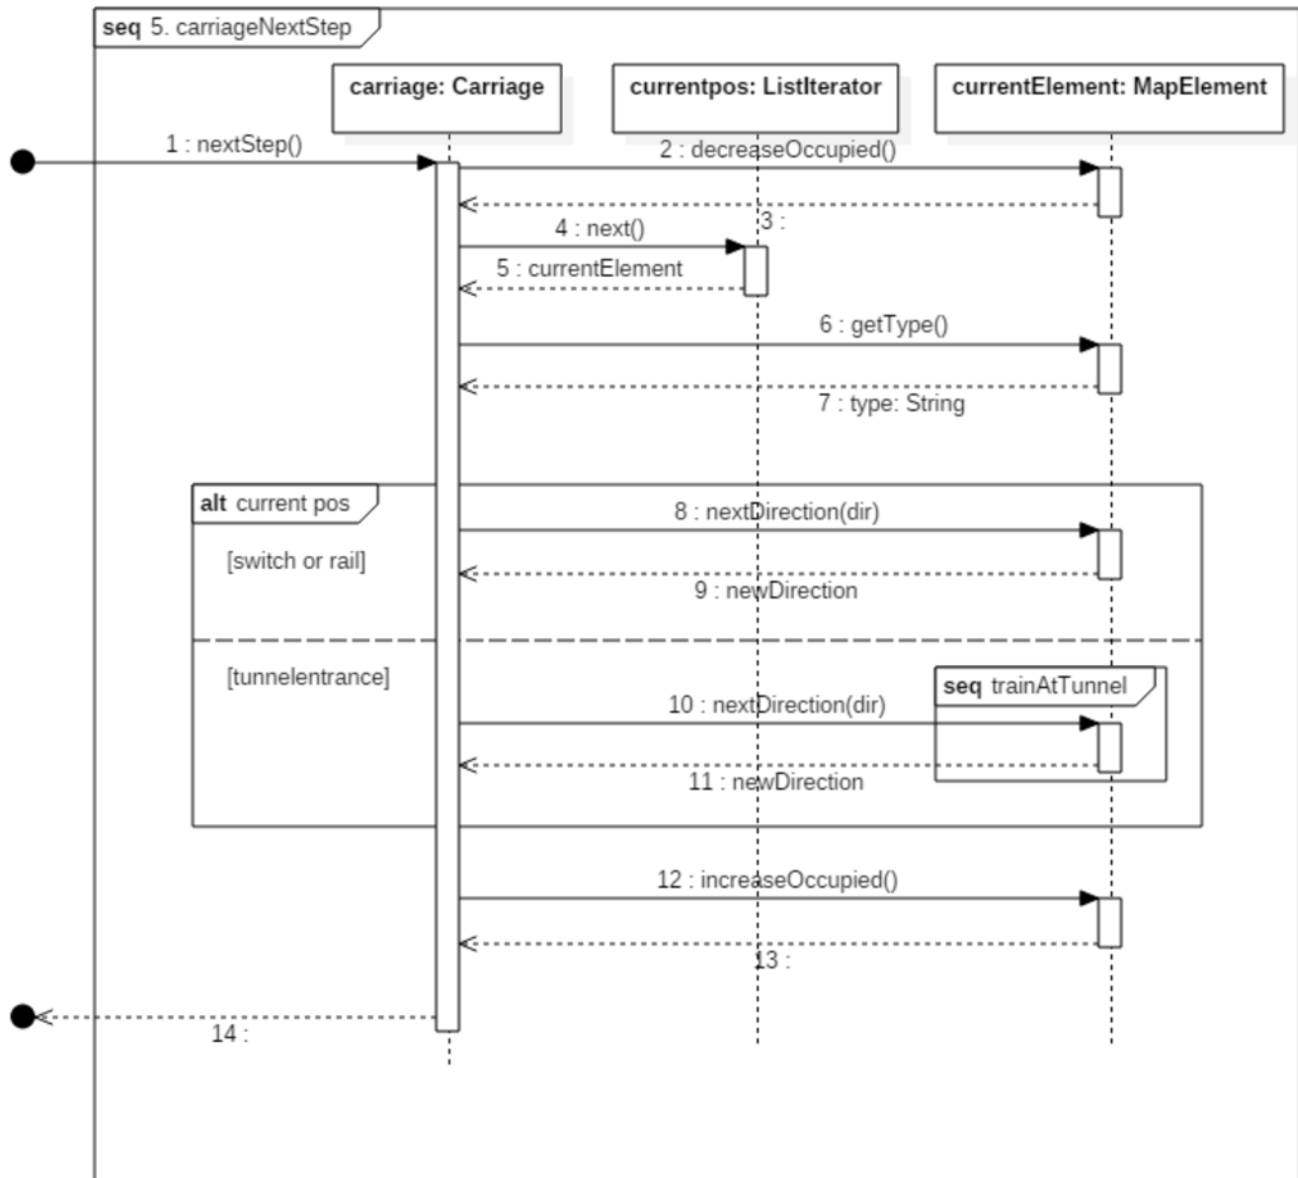 seq 5. carriageNextStep
carriage: Carriage
currentpos: ListIterator
currentElement: MapElement
1 : nextStep()
2 : decreaseOccupied()
3 :
4 : next()
5 : currentElement
6 : getType()
7 : type: String
alt current pos
8 : nextDirection(dir)
[switch or rail]
9 : newDirection
[tunnelentrance]
seq trainAtTunnel
10 : nextDirection(dir)
11 : newDirection
12 : increaseOccupied()
13 :
14 :